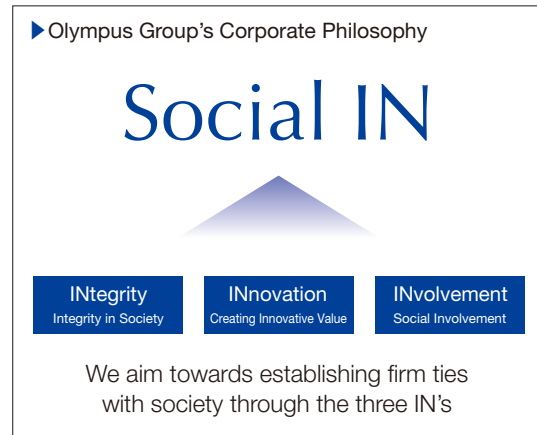 Olympus Group's Corporate Philosophy
Social IN
INtegrity
Integrity in Society
INnovation
Creating Innovative Value
INvolvement
Social Involvement
We aim towards establishing firm ties
with society through the three IN's